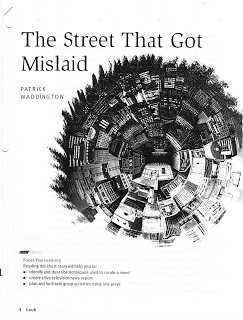 The Street That Got
Mislaid
PATRICK
WADDINGTON
Focus Your Learning
Reading this short story will help you to:
■ identify and describe techniques used to create a mood
■ create a live television news report
■ plan and facilitate group activities using role plays
4 Look